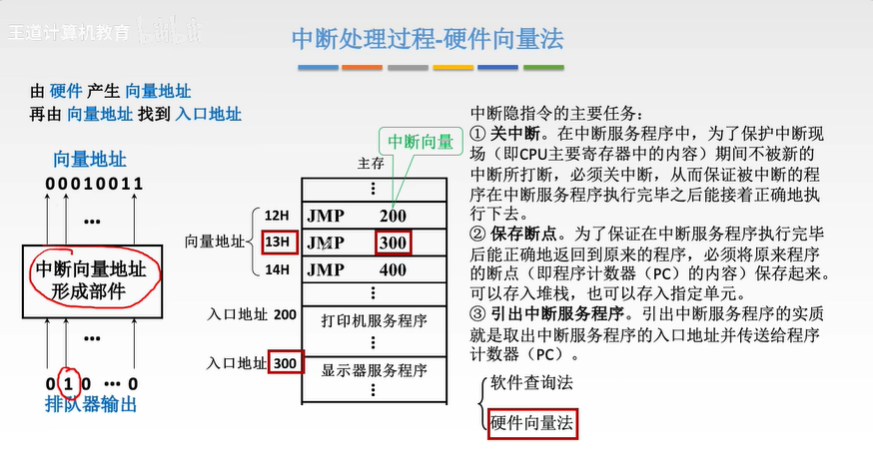 王道计算机教育
中断处理过程-硬件向量法
由 硬件 产生 向量地址
再由 向量地址 找到 入口地址
向量地址
00010011
...
中断向量地址
形成部件
...
0 1 0 ... 0
排队器输出
中断向量
主存
向量地址
12H JMP 200
13H JMP 300
14H JMP 400
入口地址 200
打印机服务程序
入口地址 300
显示器服务程序
中断隐指令的主要任务：
① 关中断。在中断服务程序中，为了保护中断现
场（即CPU主要寄存器中的内容）期间不被新的
中断所打断，必须关中断，从而保证被中断的程
序在中断服务程序执行完毕之后能接着正确地执
行下去。
② 保存断点。为了保证在中断服务程序执行完毕
后能正确地返回到原来的程序，必须将原来程序
的断点（即程序计数器（PC）的内容）保存起来。
可以存入堆栈，也可以存入指定单元。
③ 引出中断服务程序。引出中断服务程序的实质
就是取出中断服务程序的入口地址并传送给程序
计数器（PC）。
软件查询法
硬件向量法